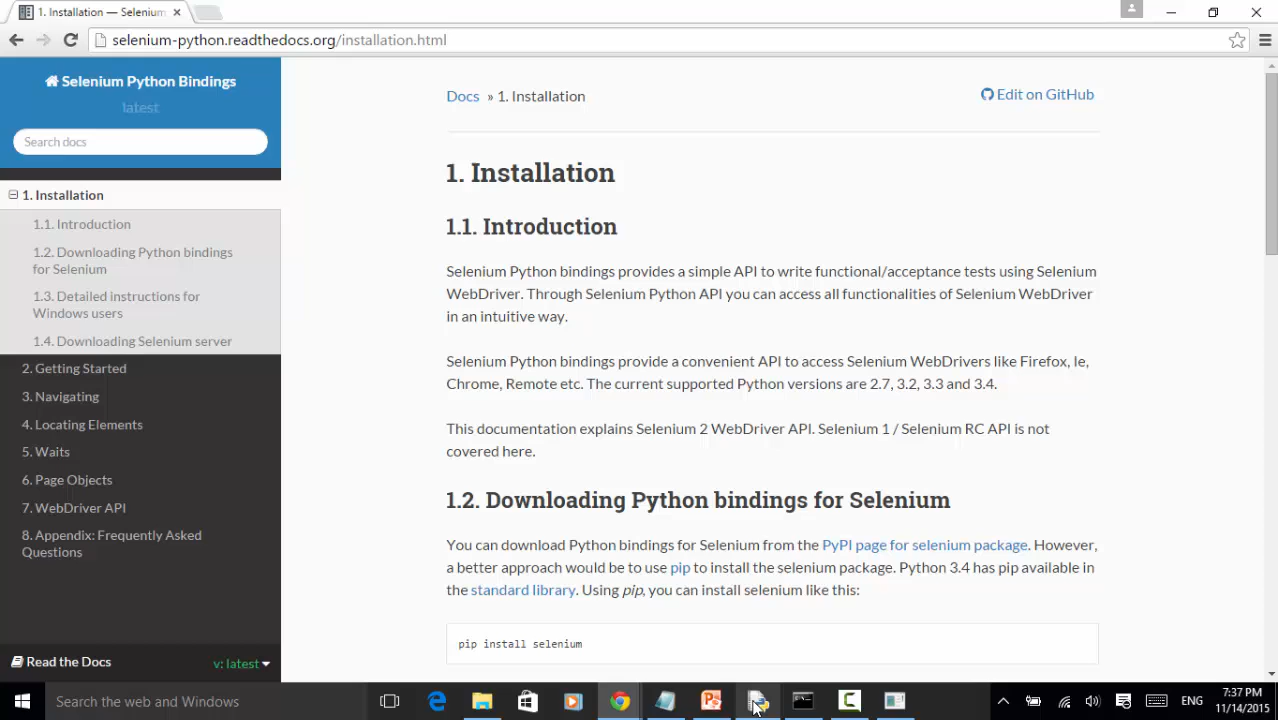 1. Installation — Selenium
selenium-python.readthedocs.org/installation.html
Selenium Python Bindings
latest
Search docs
1. Installation
1.1. Introduction
1.2. Downloading Python bindings
for Selenium
1.3. Detailed instructions for
Windows users
1.4. Downloading Selenium server
2. Getting Started
3. Navigating
4. Locating Elements
5. Waits
6. Page Objects
7. WebDriver API
8. Appendix: Frequently Asked
Questions
Read the Docs
v: latest
Docs » 1. Installation
Edit on GitHub
1. Installation
1.1. Introduction
Selenium Python bindings provides a simple API to write functional/acceptance tests using Selenium
WebDriver. Through Selenium Python API you can access all functionalities of Selenium WebDriver
in an intuitive way.
Selenium Python bindings provide a convenient API to access Selenium WebDrivers like Firefox, Ie,
Chrome, Remote etc. The current supported Python versions are 2.7, 3.2, 3.3 and 3.4.
This documentation explains Selenium 2 WebDriver API. Selenium 1 / Selenium RC API is not
covered here.
1.2. Downloading Python bindings for Selenium
You can download Python bindings for Selenium from the PyPI page for selenium package. However,
a better approach would be to use pip to install the selenium package. Python 3.4 has pip available in
the standard library. Using pip, you can install selenium like this:
pip install selenium
Search the web and Windows
ENG
7:37 PM
11/14/2015